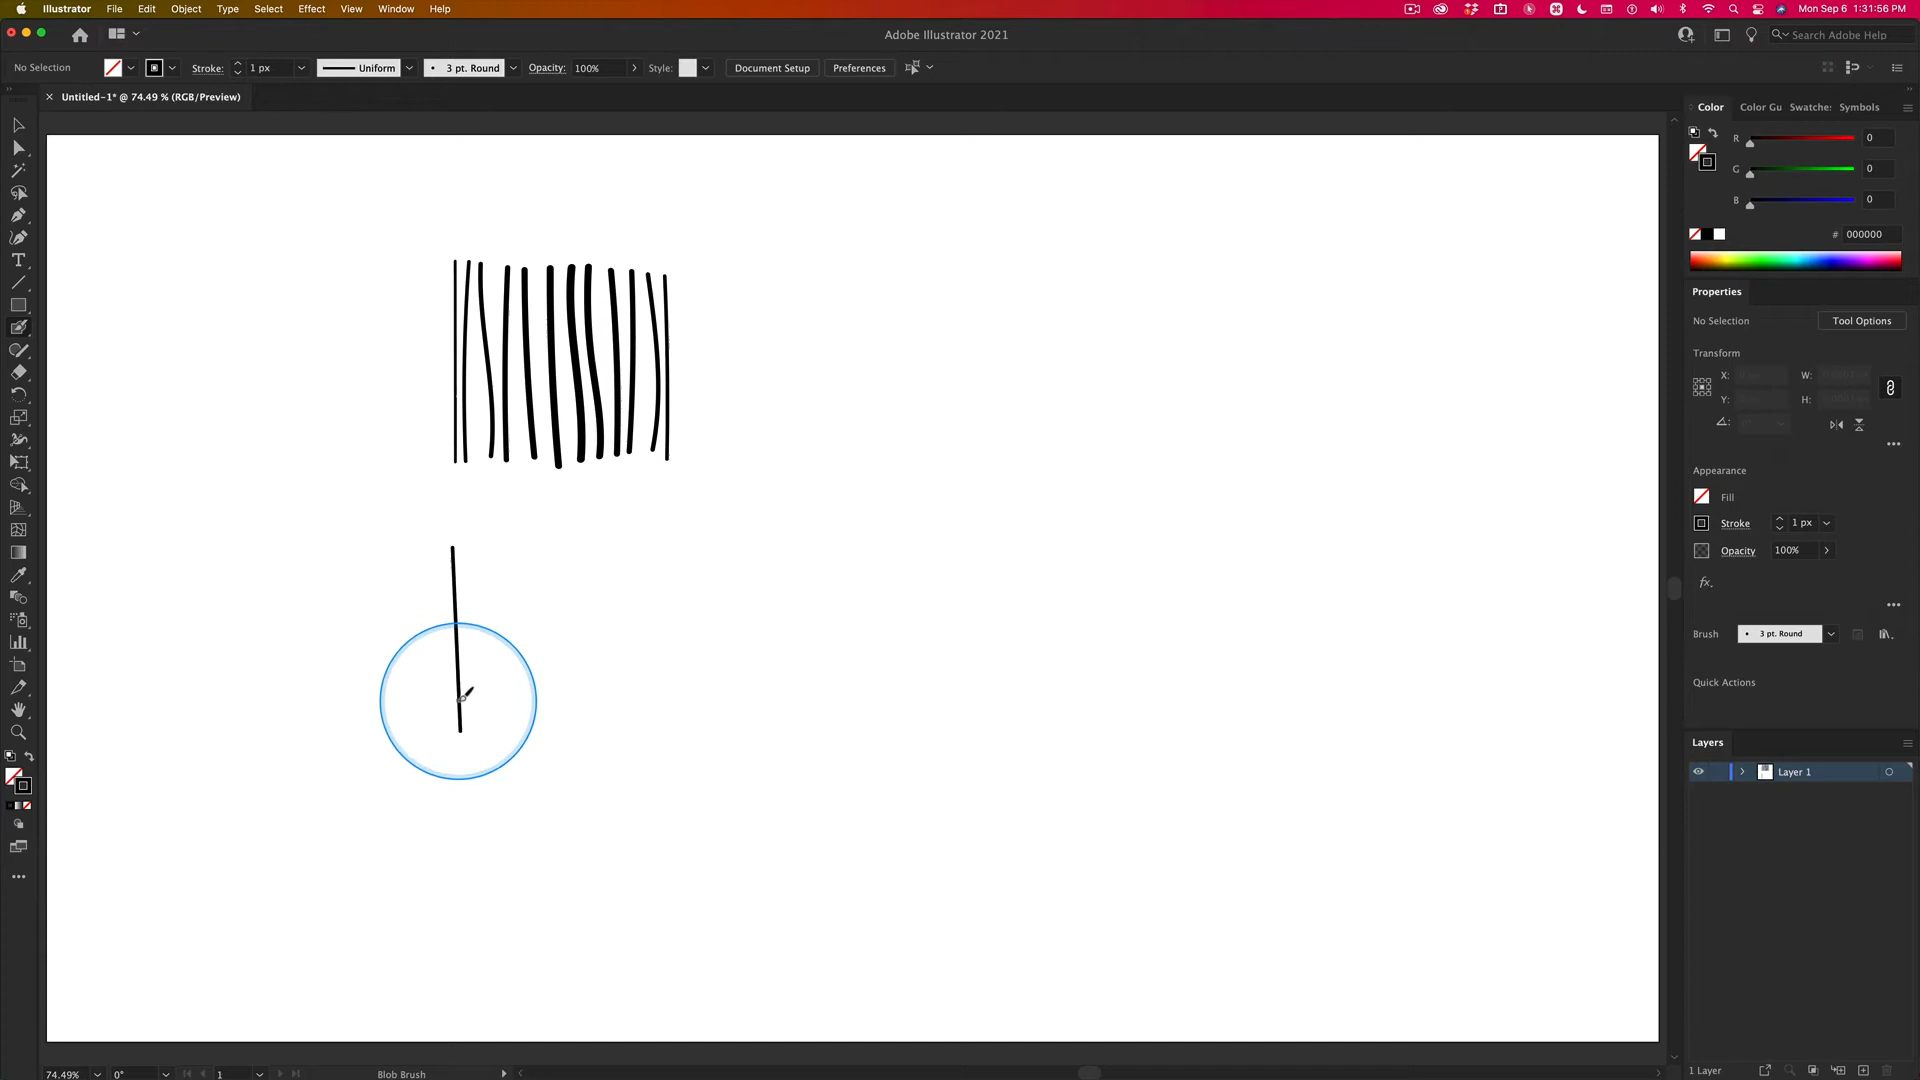 Illustrator File Edit Object Type Select Effect View Window Help
Mon Sep 6 1:31:56 PM
Adobe Illustrator 2021
Search Adobe Help
No Selection
Stroke: 1 px
Uniform
3 pt. Round
Opacity: 100%
Style:
Document Setup
Preferences
Untitled-1* @ 74.49 % (RGB/Preview)
Color Color Gu Swatche: Symbols
R 0
G 0
B 0
# 000000
Properties
No Selection
Tool Options
Transform
X: W:
Y: H:
Appearance
Fill
Stroke 1 px
Opacity 100%
fx.
Brush 3 pt. Round
Quick Actions
Layers
Layer 1
74.49% 0° 1 Blob Brush
1 Layer